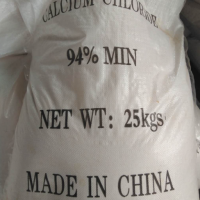 CALCIUM CHLORIDE
94% MIN
NET WT: 25kgs
MADE IN CHINA